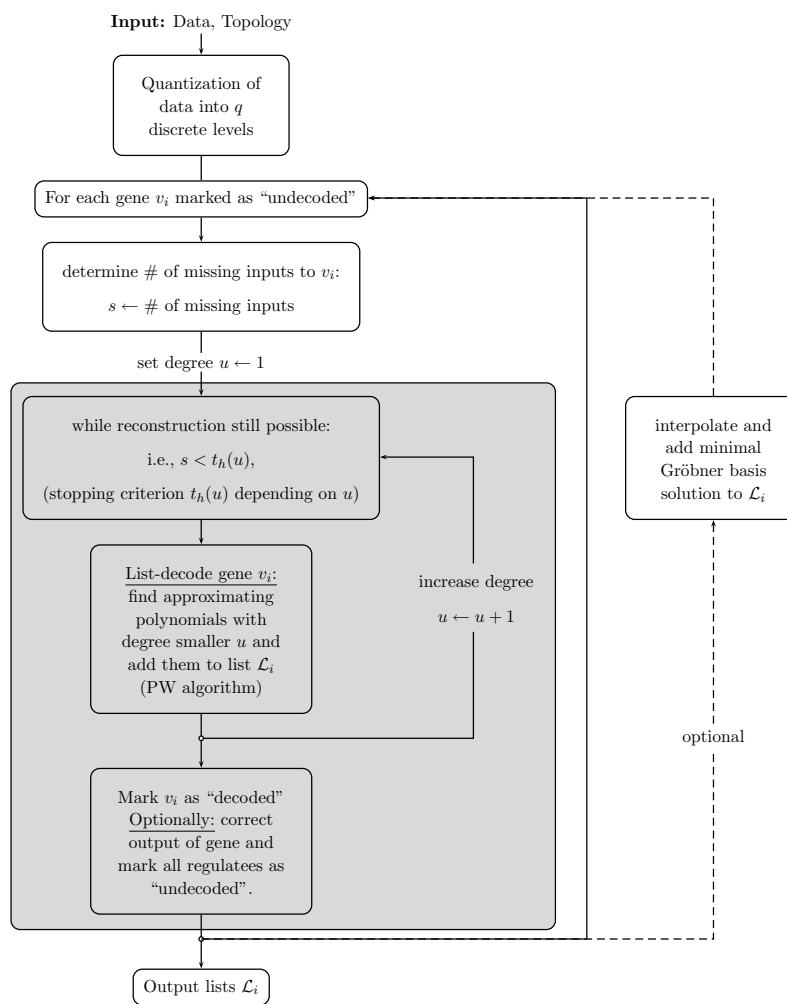 Input: Data, Topology
Quantization of
data into q
discrete levels
For each gene v_i marked as “undecoded”
determine # of missing inputs to v_i:
s ← # of missing inputs
set degree u ← 1
while reconstruction still possible:
i.e., s < t_h(u),
(stopping criterion t_h(u) depending on u)
List-decode gene v_i:
find approximating
polynomials with
degree smaller u and
add them to list ℒ_i
(PW algorithm)
increase degree
u ← u + 1
Mark v_i as “decoded”
Optionally: correct
output of gene and
mark all regulatees as
“undecoded”.
Output lists ℒ_i
interpolate and
add minimal
Gröbner basis
solution to ℒ_i
optional